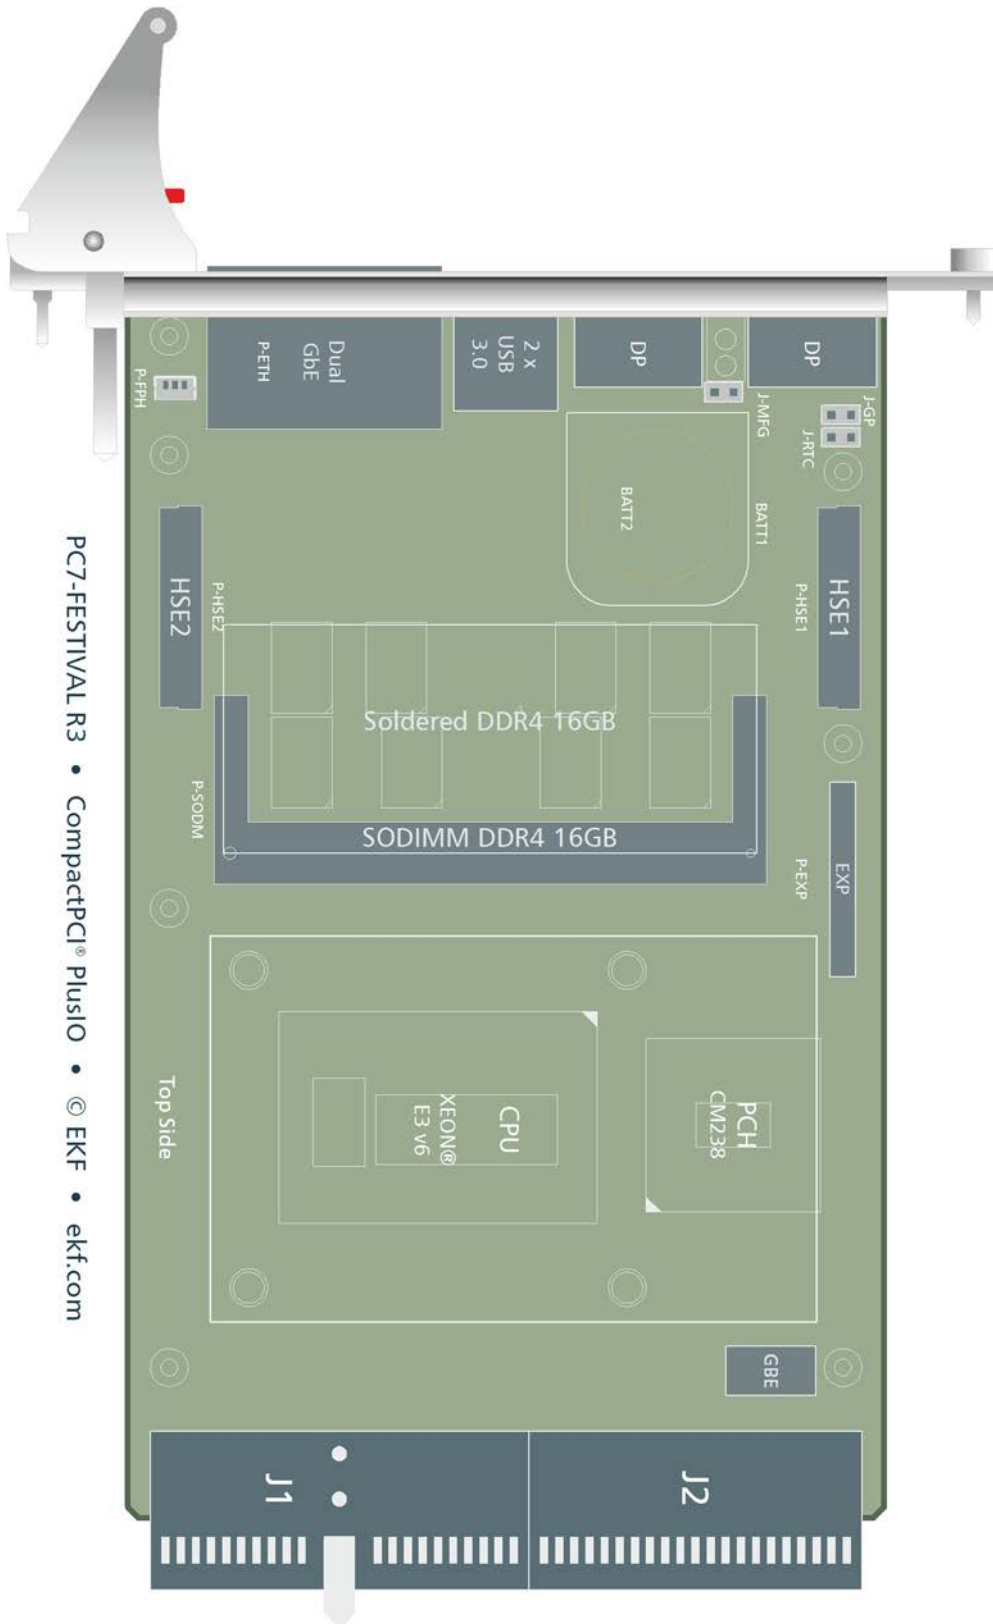 Dual
GbE
P-ETH
2 x
USB
3.0
DP
DP
P-FPH
J-MFG
J-GP
J-RTC
BATT2
BATT1
HSE2
P-HSE2
P-HSE1
HSE1
Soldered DDR4 16GB
P-SODM
SODIMM DDR4 16GB
P-EXP
EXP
PC7-FESTIVAL R3 • CompactPCI® PlusIO • © EKF • ekf.com
Top Side
CPU
XEON®
E3 v6
PCH
CM238
GBE
J1
J2